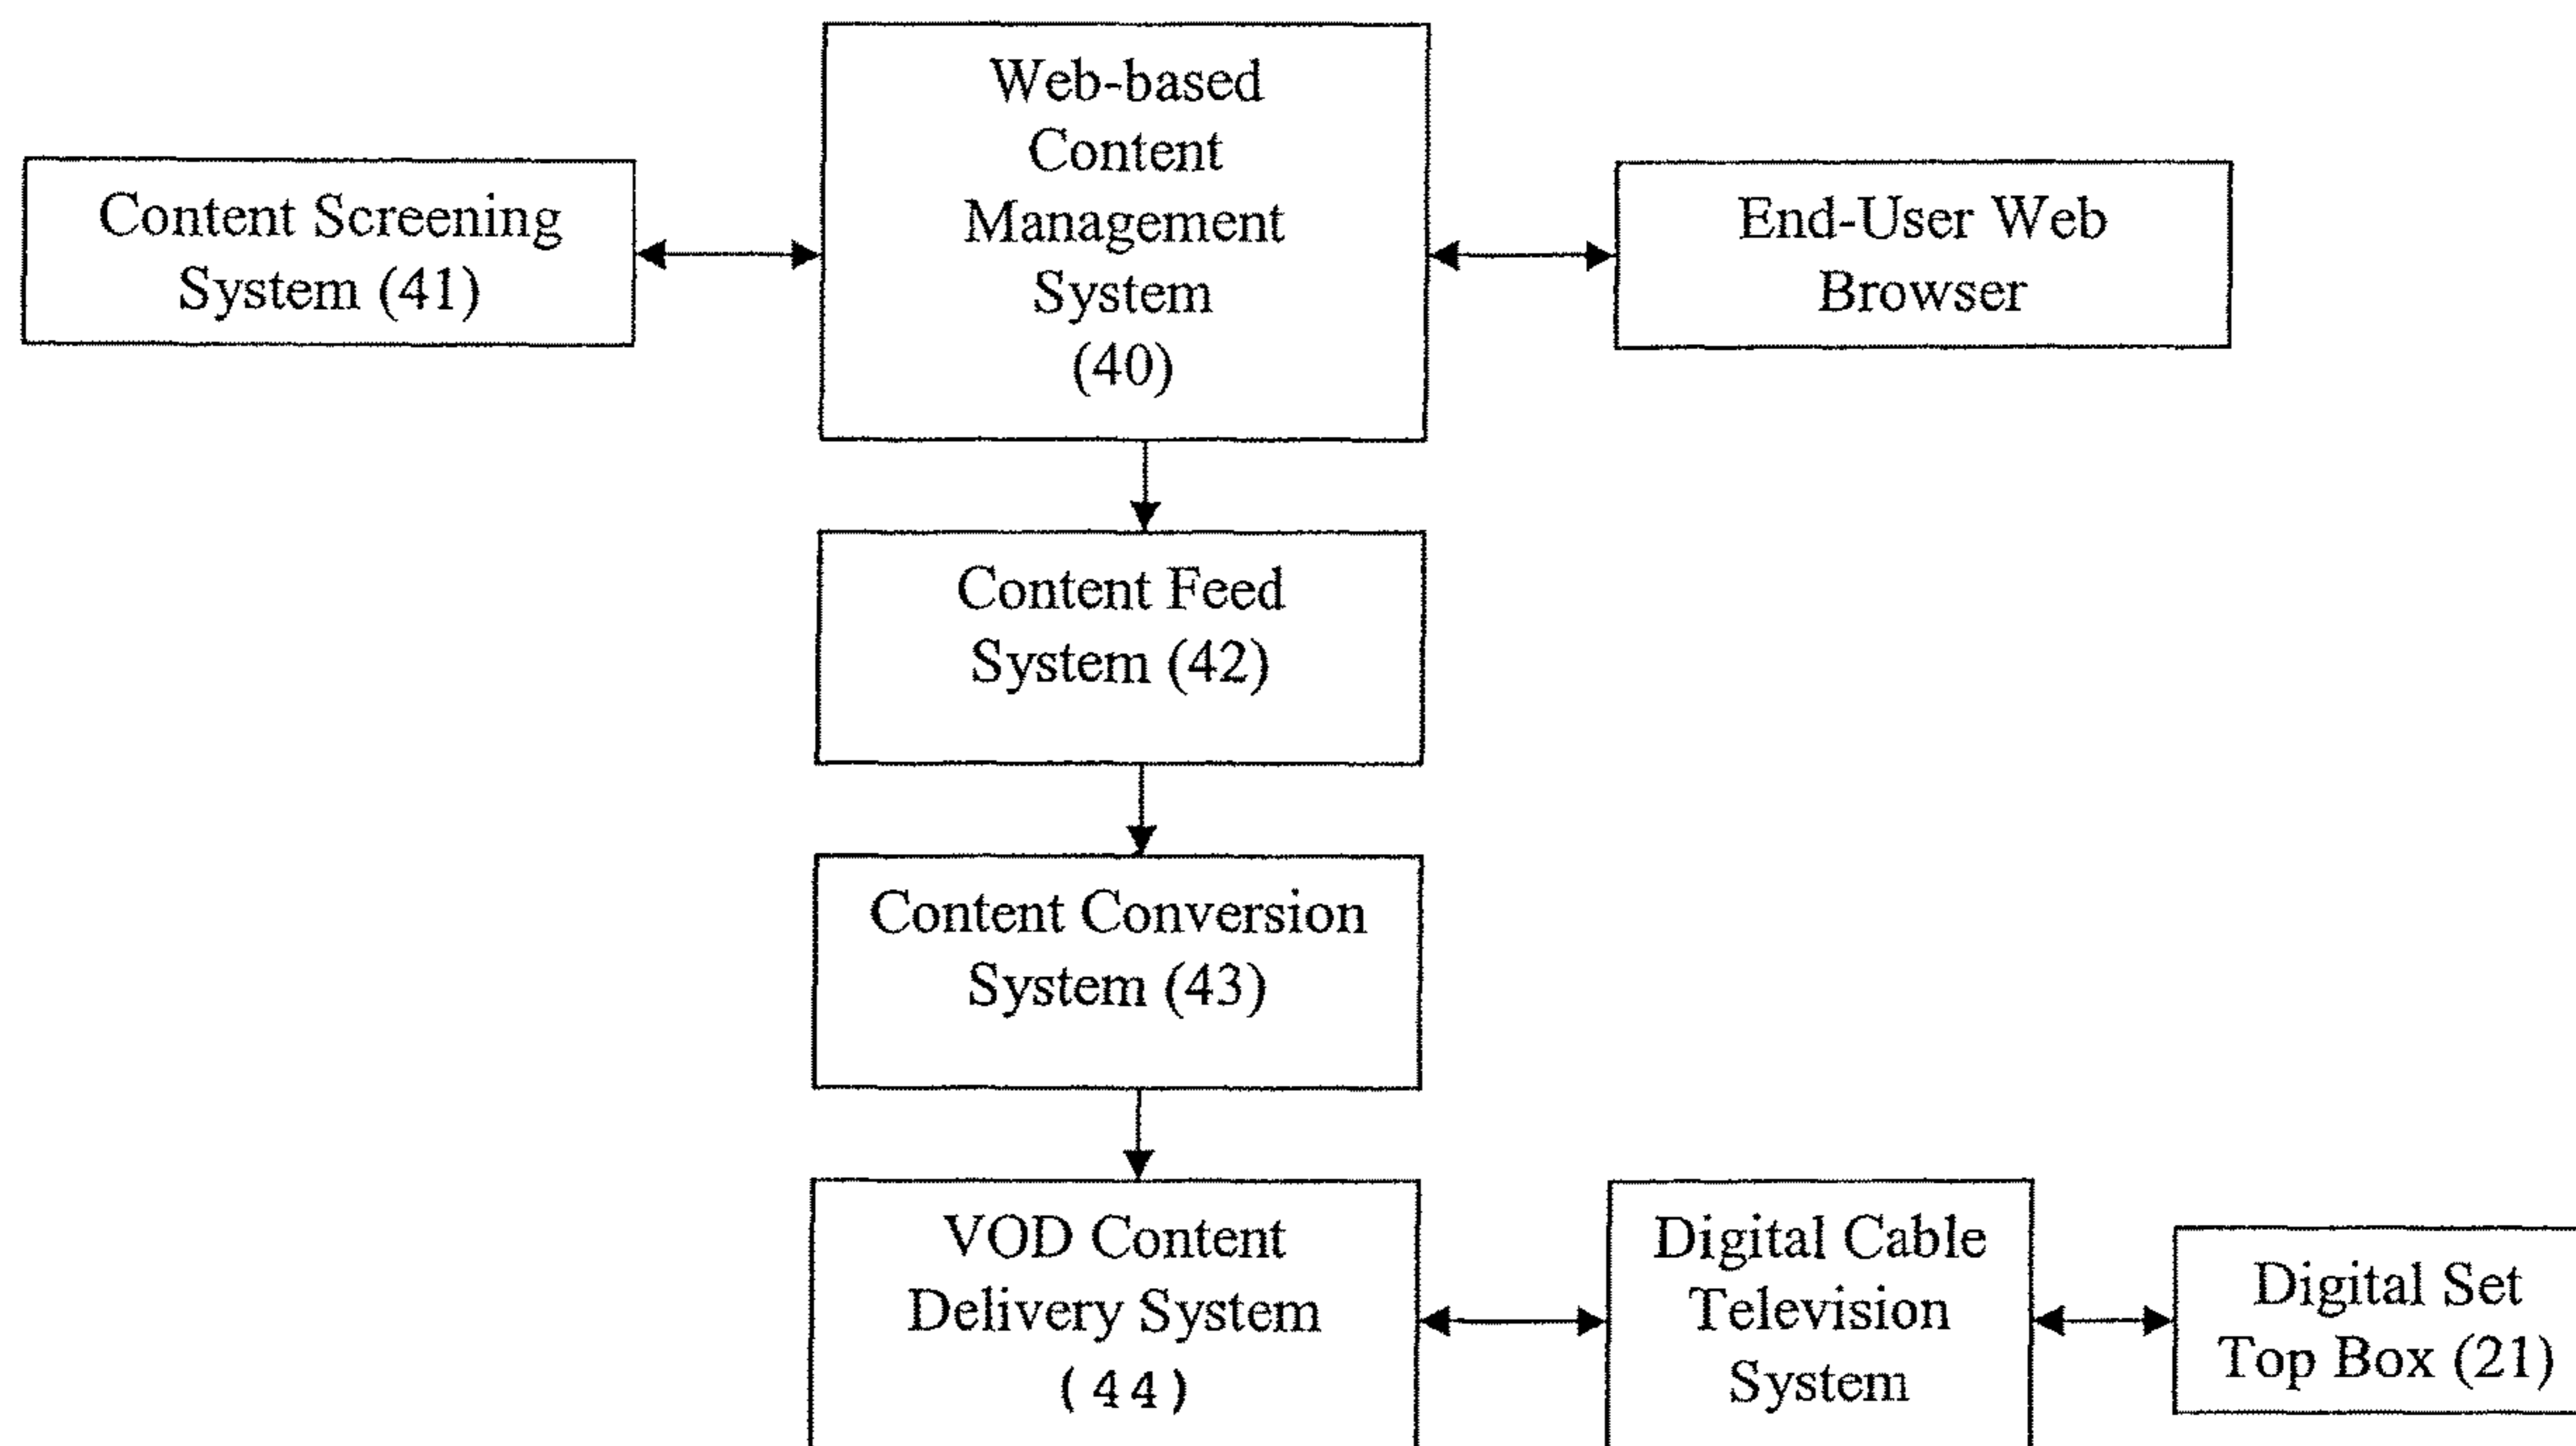 Web-based
Content
Management
System
(40)
Content Screening
System (41)
End-User Web
Browser
Content Feed
System (42)
Content Conversion
System (43)
VOD Content
Delivery System
(44)
Digital Cable
Television
System
Digital Set
Top Box (21)